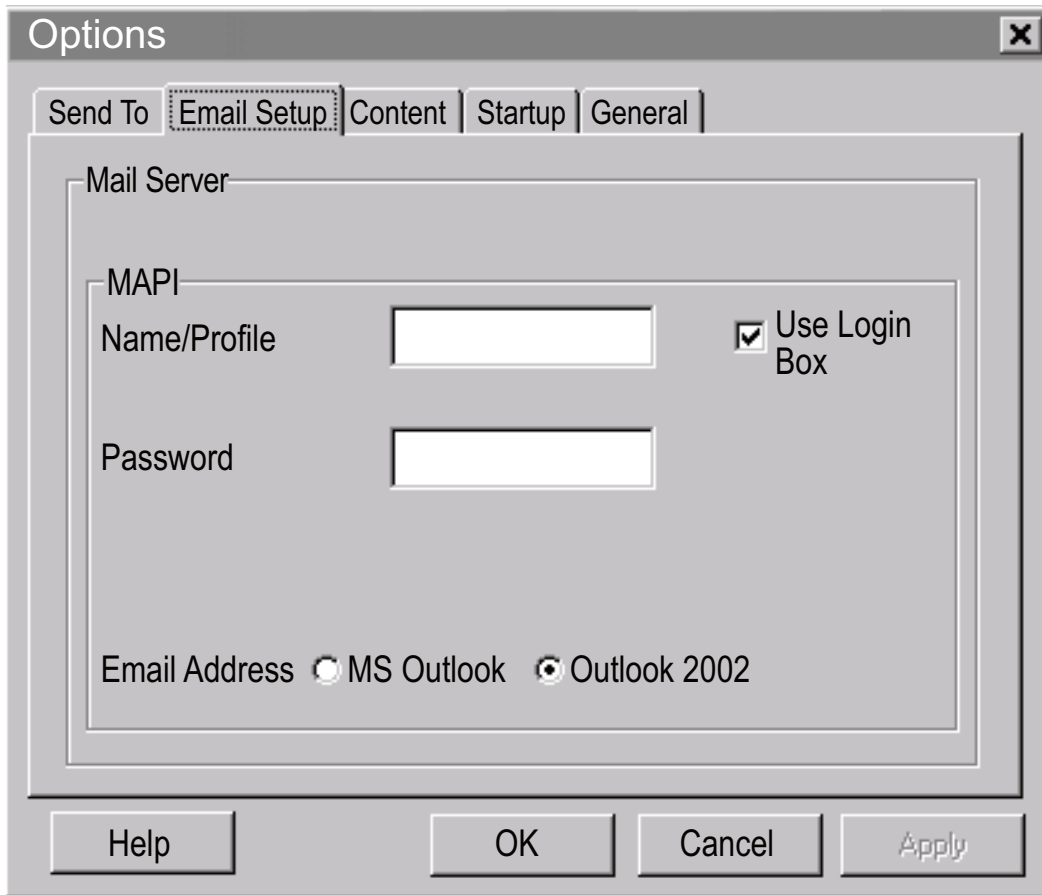 Options
Send To Email Setup Content Startup General
Mail Server
MAPI
Name/Profile
Use Login
Box
Password
Email Address MS Outlook Outlook 2002
Help OK Cancel Apply